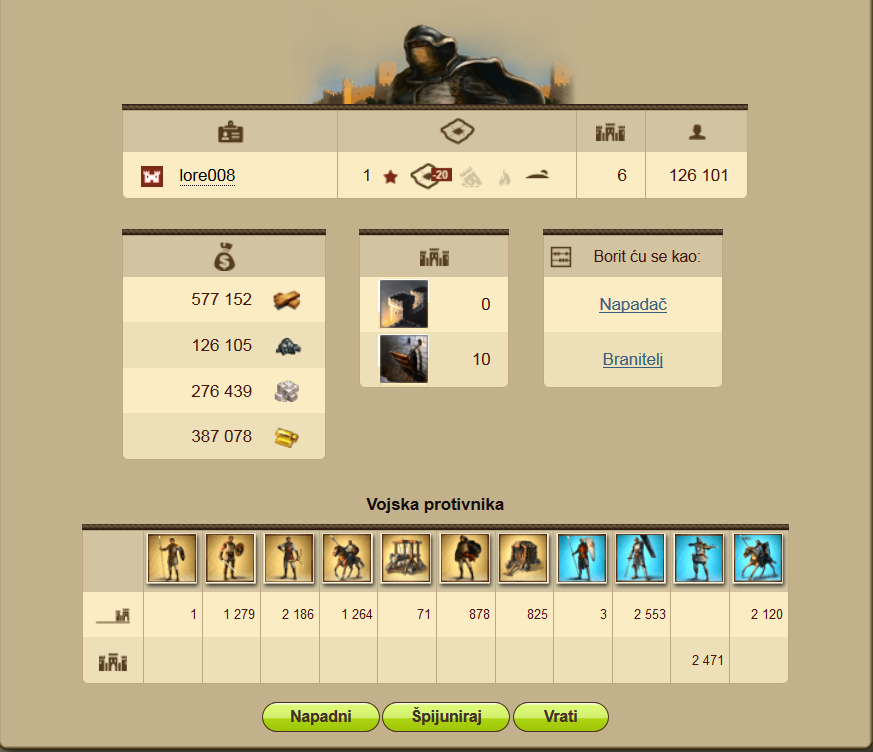 lore008 1 -20 6 126 101
Borit ću se kao:
577 152 0 Napadač
126 105
10 Branitelj
276 439
387 078
Vojska protivnika
1 1 279 2 186 1 264 71 878 825 3 2 553 2 120
2 471
Napadni Špijuniraj Vrati